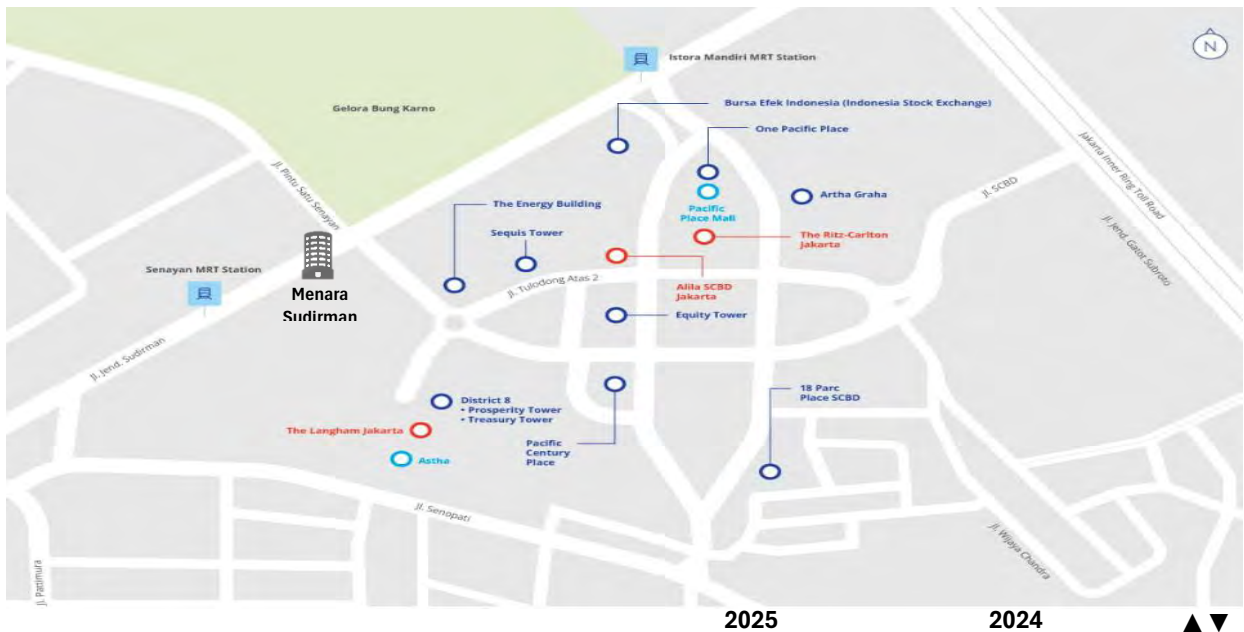 N
Istora Mandiri MRT Station
Gelora Bung Karno
Bursa Efek Indonesia (Indonesia Stock Exchange)
One Pacific Place
Jakarta Inner Ring Toll Road
Jl. Pintu Satu Senayan
Jl. SCBD
Artha Graha
The Energy Building
Pacific
Place Mall
Jl. Jend. Gatot Subroto
Sequis Tower
The Ritz-Carlton
Jakarta
Senayan MRT Station
Menara
Sudirman
Jl. Tulodong Atas 2
Alila SCBD
Jakarta
Equity Tower
Jl. Jend. Sudirman
District 8
• Prosperity Tower
• Treasury Tower
18 Parc
Place SCBD
The Langham Jakarta
Astha
Pacific
Century
Place
Jl. Senopati
Jl. Wijaya Chandra
Jl. Pattimura
2025 2024 ▲▼